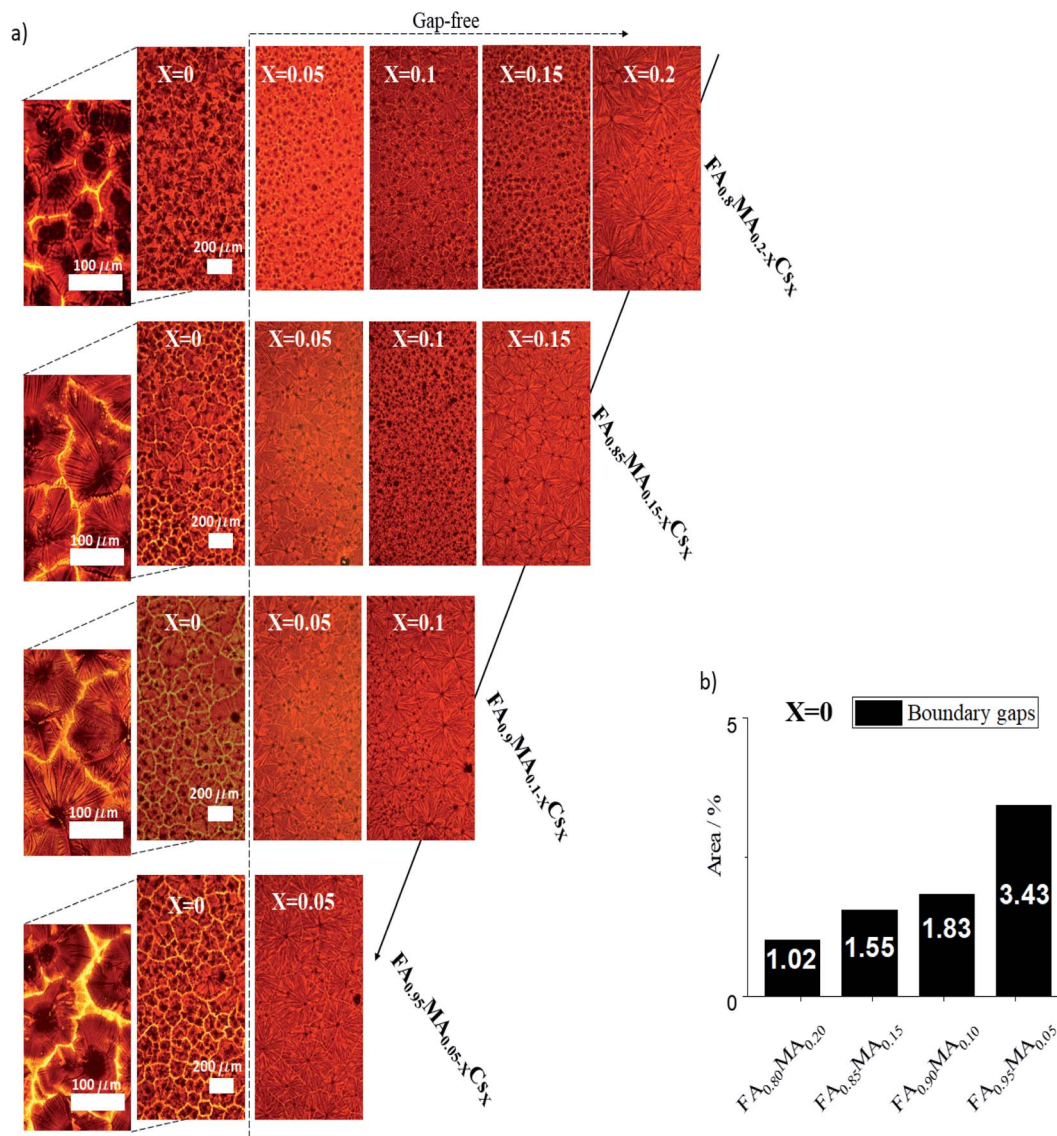 a)
Gap-free
X=0
X=0.05
X=0.1
X=0.15
X=0.2
100 μm
200 μm
FA0.8MA0.2-XCsX
X=0
X=0.05
X=0.1
X=0.15
100 μm
200 μm
FA0.85MA0.15-XCsX
X=0
X=0.05
X=0.1
100 μm
200 μm
FA0.9MA0.1-XCsX
X=0
X=0.05
100 μm
200 μm
FA0.95MA0.05-XCsX
b)
X=0
Boundary gaps
Area / %
5
0
1.02
1.55
1.83
3.43
FA0.80MA0.20
FA0.85MA0.15
FA0.90MA0.10
FA0.95MA0.05